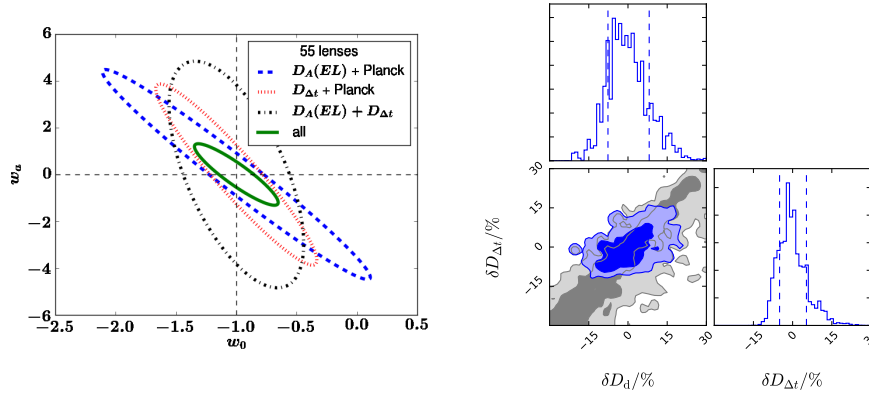 55 lenses
D_A(EL) + Planck
D_Δt + Planck
D_A(EL) + D_Δt
all
6
4
2
0
−2
−4
−6
w_a
−2.5 −2.0 −1.5 −1.0 −0.5 0.0 0.5
w_0
30
15
0
−15
δD_Δt/%
−15 0 15 30
−15 0 15 30
δD_d/%
δD_Δt/%